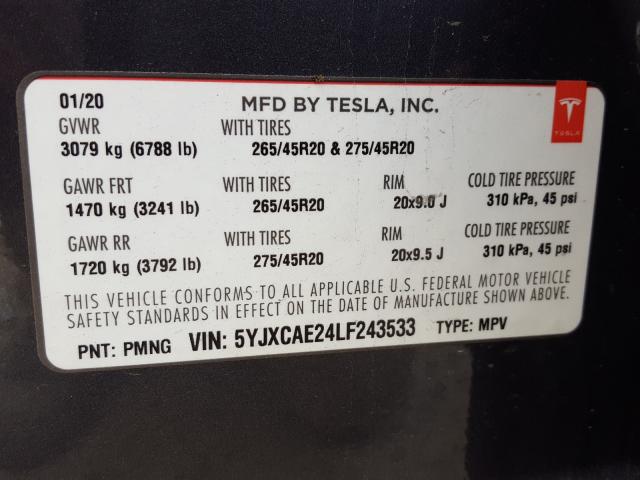 01/20 MFD BY TESLA, INC.
GVWR WITH TIRES
3079 kg (6788 lb) 265/45R20 & 275/45R20
GAWR FRT WITH TIRES RIM COLD TIRE PRESSURE
1470 kg (3241 lb) 265/45R20 20x9.0 J 310 kPa, 45 psi
GAWR RR WITH TIRES RIM COLD TIRE PRESSURE
1720 kg (3792 lb) 275/45R20 20x9.5 J 310 kPa, 45 psi
THIS VEHICLE CONFORMS TO ALL APPLICABLE U.S. FEDERAL MOTOR VEHICLE
SAFETY STANDARDS IN EFFECT ON THE DATE OF MANUFACTURE SHOWN ABOVE.
PNT: PMNG VIN: 5YJXCAE24LF243533 TYPE: MPV
TESLA